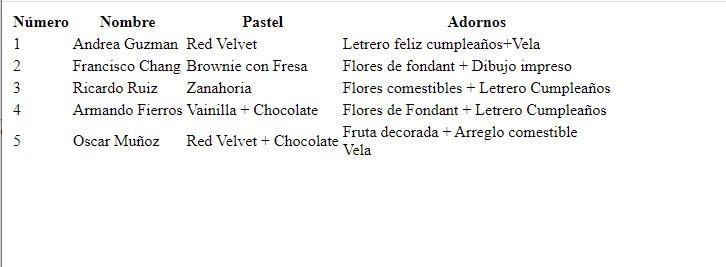 Número Nombre Pastel Adornos
1 Andrea Guzman Red Velvet Letrero feliz cumpleaños+Vela
2 Francisco Chang Brownie con Fresa Flores de fondant + Dibujo impreso
3 Ricardo Ruiz Zanahoria Flores comestibles + Letrero Cumpleaños
4 Armando Fierros Vainilla + Chocolate Flores de Fondant + Letrero Cumpleaños
5 Oscar Muñoz Red Velvet + Chocolate Fruta decorada + Arreglo comestible
Vela